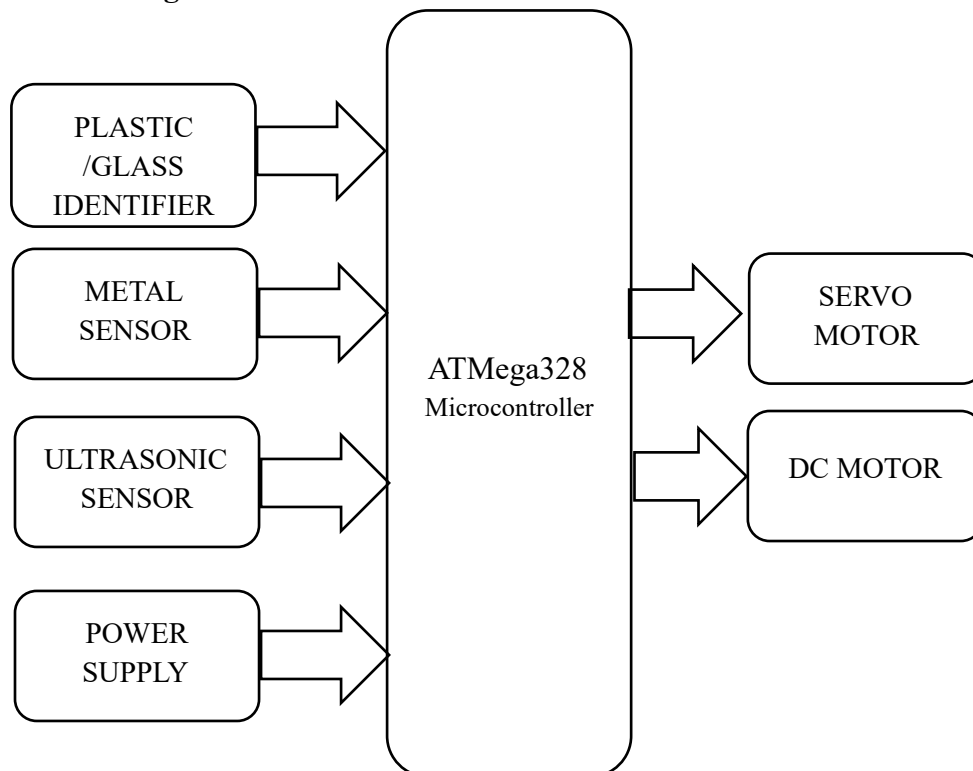 PLASTIC
/GLASS
IDENTIFIER
METAL
SENSOR
ULTRASONIC
SENSOR
POWER
SUPPLY
ATMega328
Microcontroller
SERVO
MOTOR
DC MOTOR